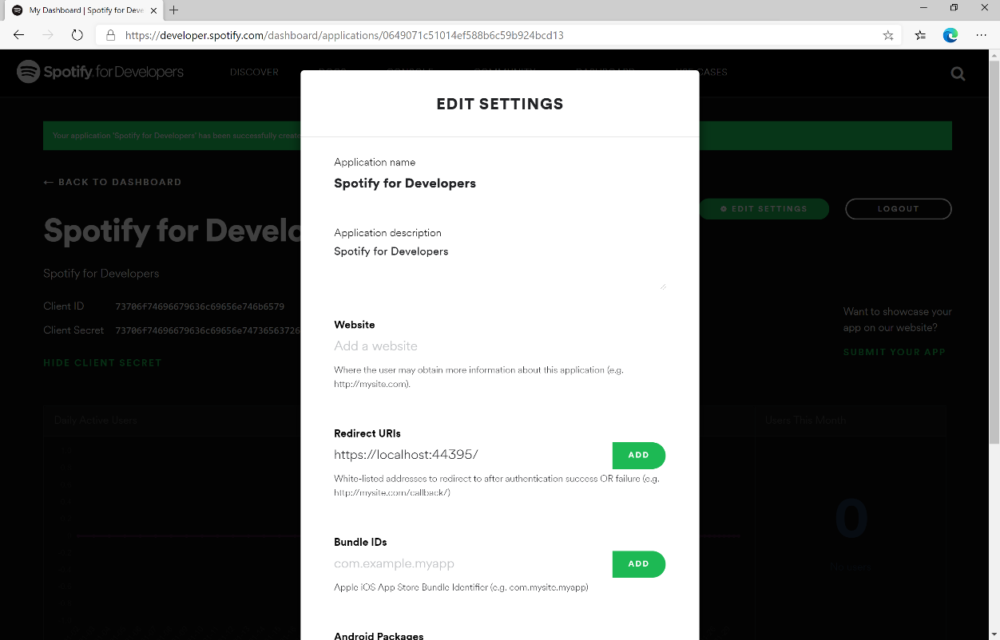 My Dashboard | Spotify for Deve
https://developer.spotify.com/dashboard/applications/0649071c51014ef588b6c59b924bcd13
Spotify for Developers
DISCOVER
DOCS
CONSOLE
COMMUNITY
DASHBOARD
USE CASES
EDIT SETTINGS
Your application 'Spotify for Developers' has been successfully create
← BACK TO DASHBOARD
EDIT SETTINGS
LOGOUT
Spotify for Develo
Spotify for Developers
Client ID 73706f74696679636c69656e746b6579
Client Secret 73706f74696679636c69656e74736563726
HIDE CLIENT SECRET
Want to showcase your
app on our website?
SUBMIT YOUR APP
Daily Active Users
Users This Month
0
No users
Application name
Spotify for Developers
Application description
Spotify for Developers
Website
Add a website
Where the user may obtain more information about this application (e.g.
http://mysite.com).
Redirect URIs
https://localhost:44395/
ADD
White-listed addresses to redirect to after authentication success OR failure (e.g.
http://mysite.com/callback/)
Bundle IDs
com.example.myapp
ADD
Apple iOS App Store Bundle Identifier (e.g. com.mysite.myapp)
Android Packages